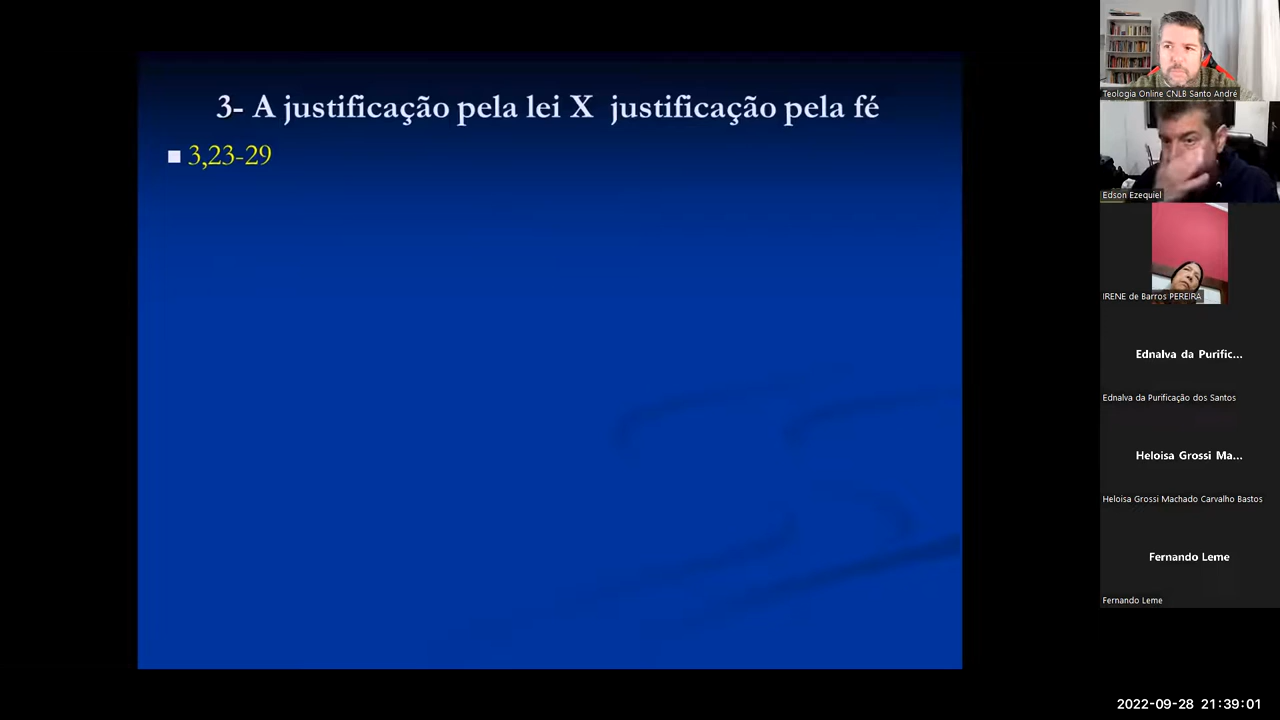 3- A justificação pela lei X justificação pela fé
3,23-29
Teologia Online CNLB Santo André
Edson Ezequiel
IRENE de Barros PEREIRA
Ednalva da Purific...
Ednalva da Purificação dos Santos
Heloisa Grossi Ma...
Heloisa Grossi Machado Carvalho Bastos
Fernando Leme
Fernando Leme
2022-09-28 21:39:01